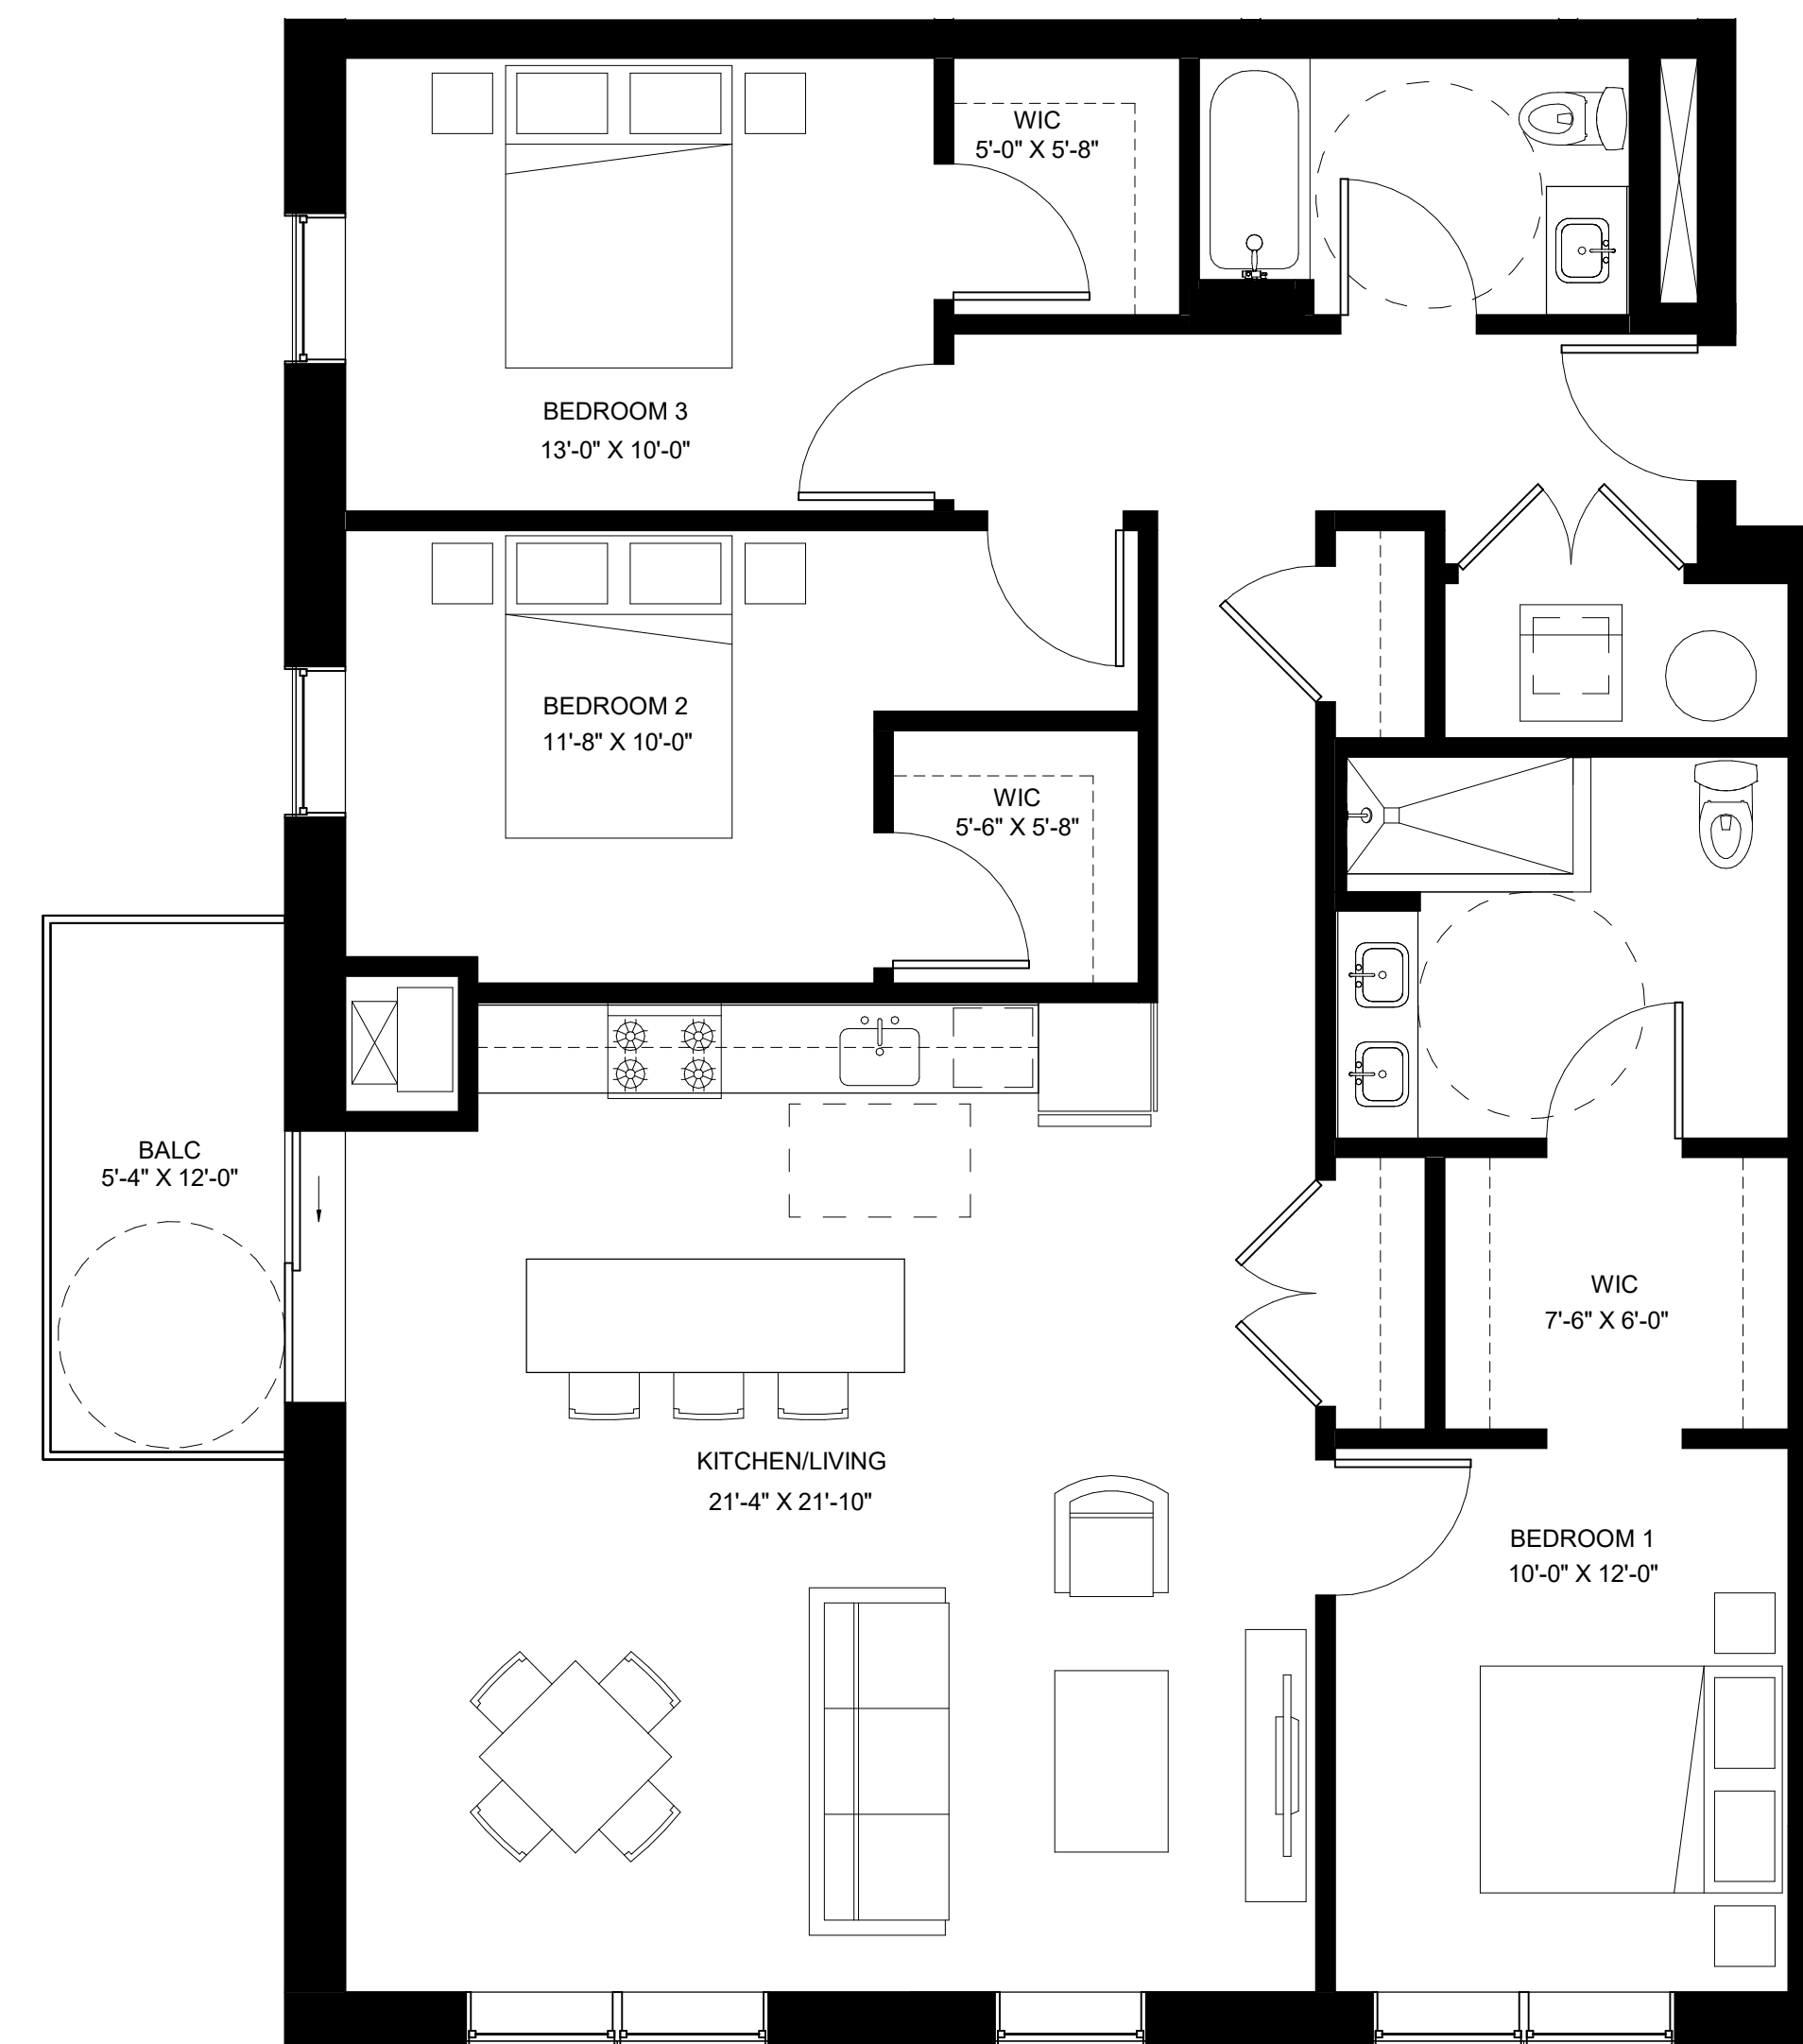 WIC
5'-0" X 5'-8"
BEDROOM 3
13'-0" X 10'-0"
BEDROOM 2
11'-8" X 10'-0"
WIC
5'-6" X 5'-8"
BALC
5'-4" X 12'-0"
WIC
7'-6" X 6'-0"
KITCHEN/LIVING
21'-4" X 21'-10"
BEDROOM 1
10'-0" X 12'-0"